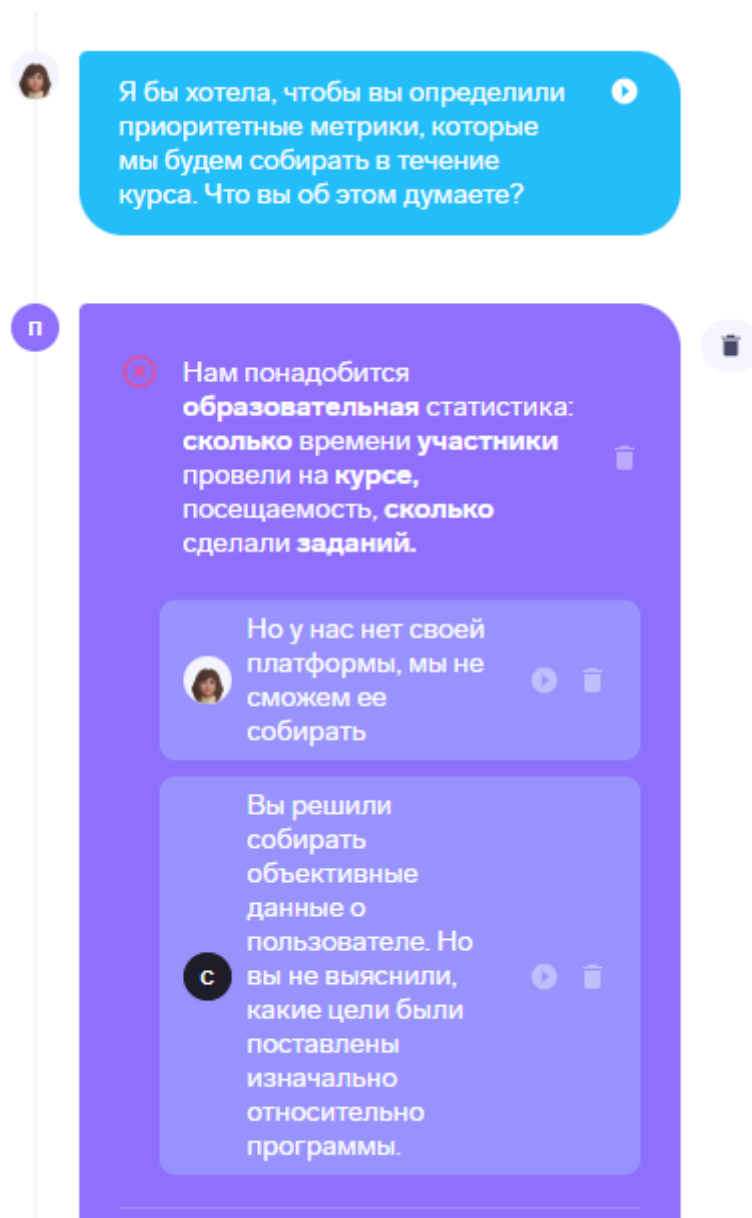 Я бы хотела, чтобы вы определили
приоритетные метрики, которые
мы будем собирать в течение
курса. Что вы об этом думаете?
П
Нам понадобится
образовательная статистика:
сколько времени участники
провели на курсе,
посещаемость, сколько
сделали заданий.
Но у нас нет своей
платформы, мы не
сможем ее
собирать
Вы решили
собирать
объективные
данные о
пользователе. Но
С
вы не выяснили,
какие цели были
поставлены
изначально
относительно
программы.